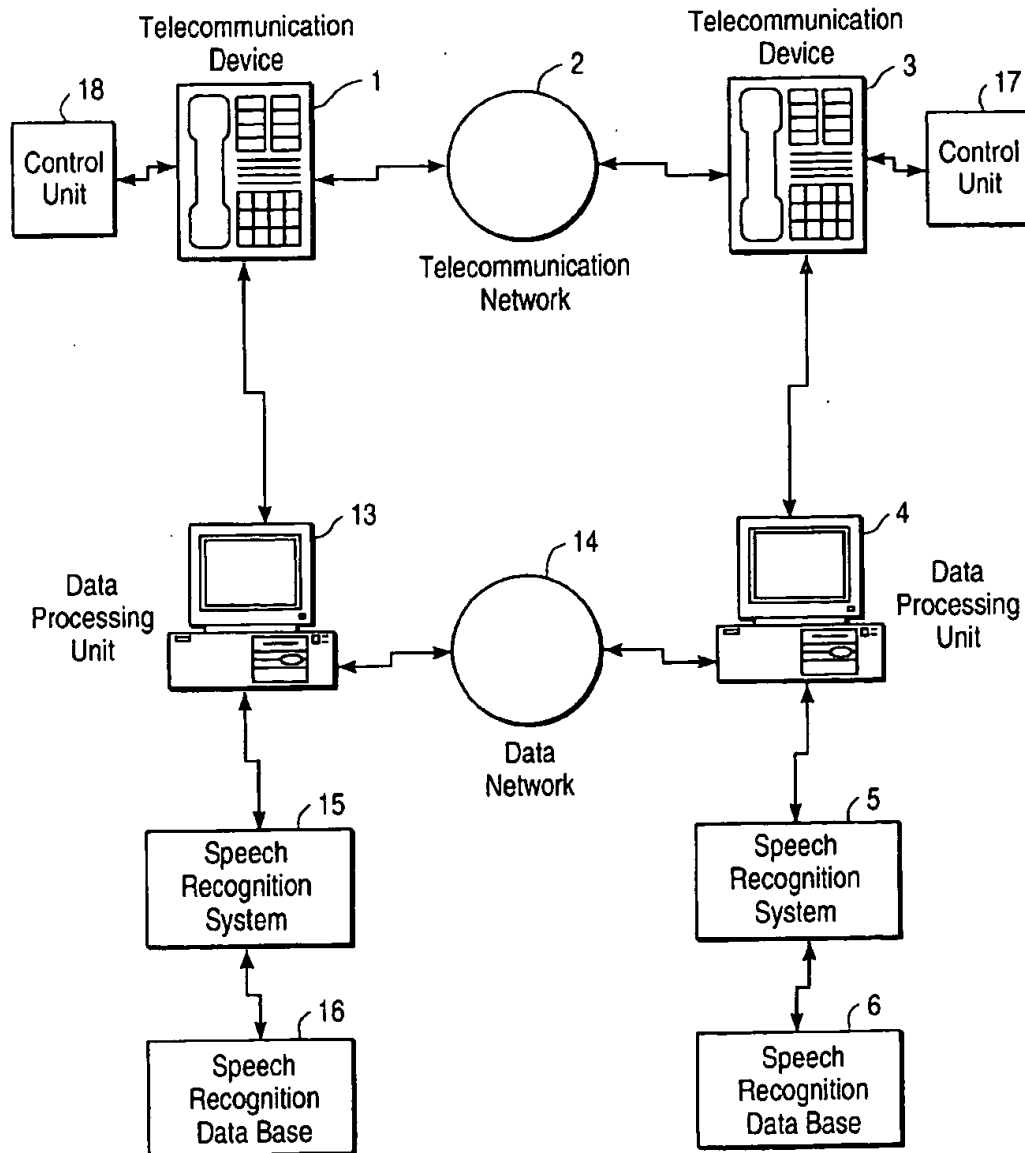 Telecommunication
Device
1
2
Telecommunication
Device
3
18
Control
Unit
17
Control
Unit
Telecommunication
Network
13
Data
Processing
Unit
14
4
Data
Processing
Unit
Data
Network
15
Speech
Recognition
System
5
Speech
Recognition
System
16
Speech
Recognition
Data Base
6
Speech
Recognition
Data Base